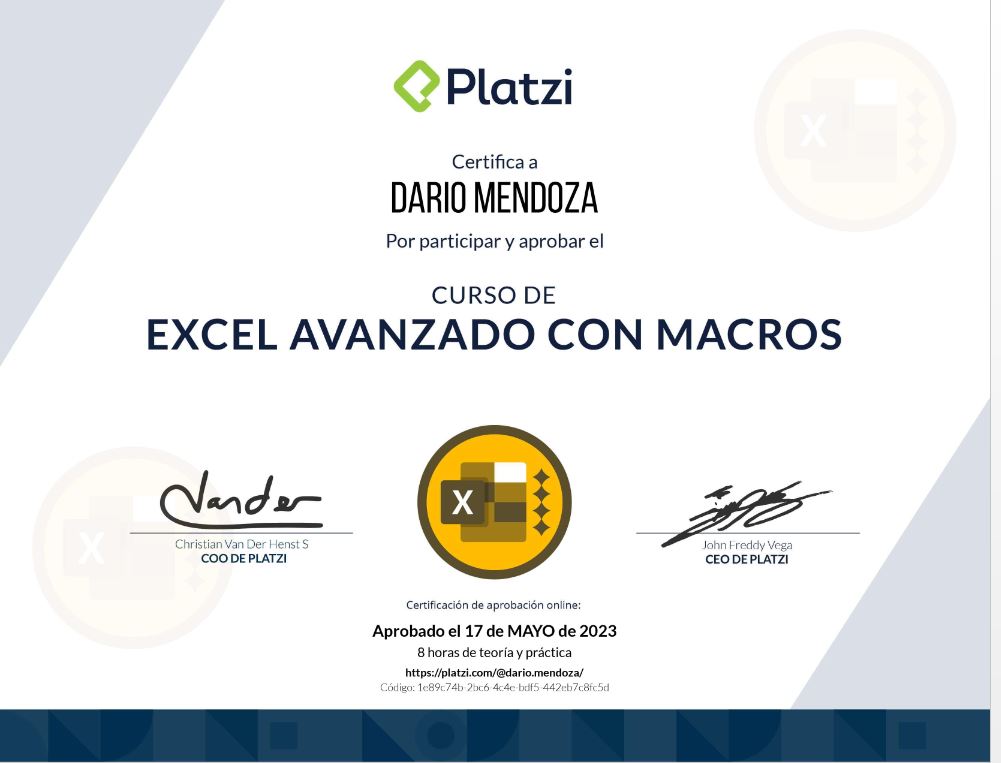 Platzi
Certifica a
DARIO MENDOZA
Por participar y aprobar el
CURSO DE
EXCEL AVANZADO CON MACROS
X
X
X
Vander
Christian Van Der Henst S
COO DE PLATZI
John Freddy Vega
CEO DE PLATZI
Certificación de aprobación online:
Aprobado el 17 de MAYO de 2023
8 horas de teoría y práctica
https://platzi.com/@dario.mendoza/
Código: 1e89c74b-2bc6-4c4e-bdf5-442eb7c8fc5d